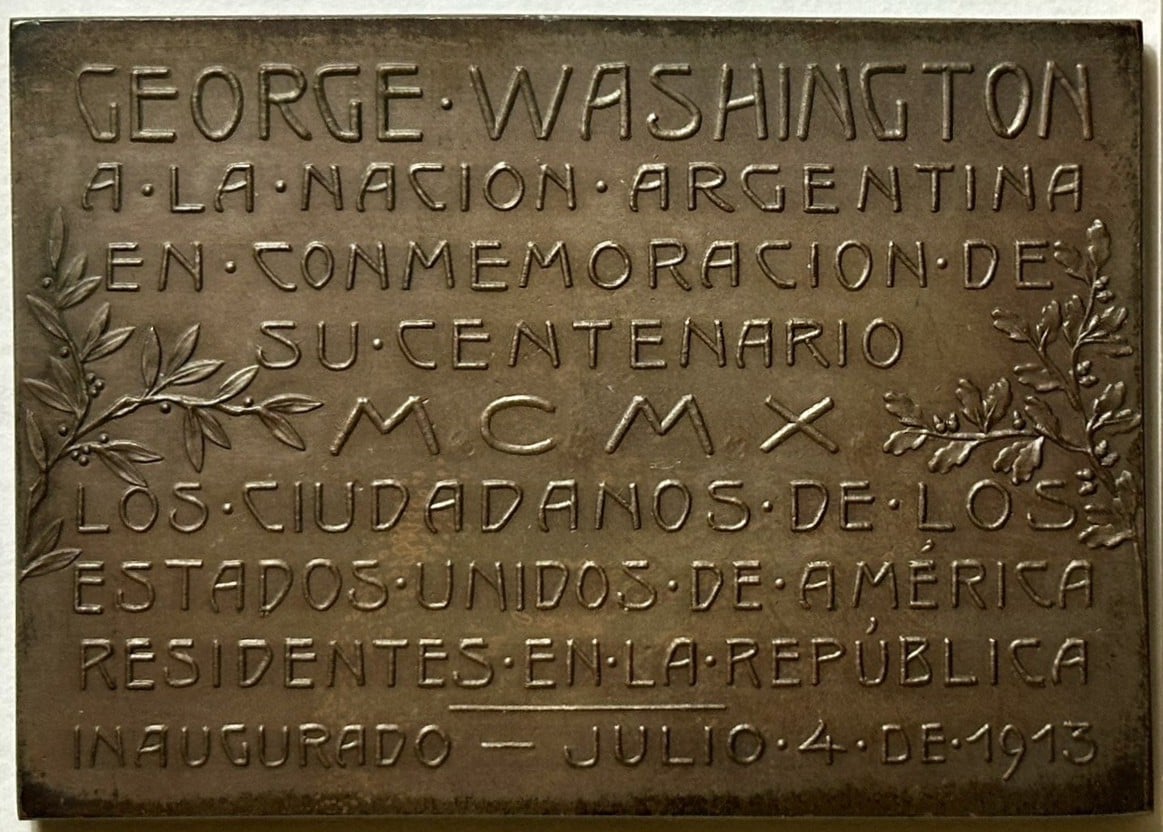 GEORGE·WASHINGTON
A·LA·NACION·ARGENTINA
EN·CONMEMORACION·DE
SU·CENTENARIO
MCMX
LOS·CIUDADANOS·DE·LOS
ESTADOS·UNIDOS·DE·AMÉRICA
RESIDENTES·EN·LA·REPÚBLICA
INAUGURADO — JULIO·4·DE·1913